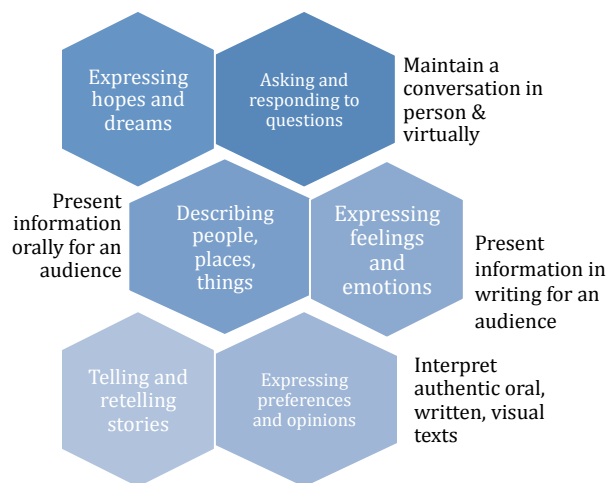 Expressing
hopes and
dreams
Asking and
responding to
questions
Maintain a
conversation in
person &
virtually
Present
information
orally for an
audience
Describing
people,
places,
things
Expressing
feelings
and
emotions
Present
information in
writing for an
audience
Telling and
retelling
stories
Expressing
preferences
and opinions
Interpret
authentic oral,
written, visual
texts